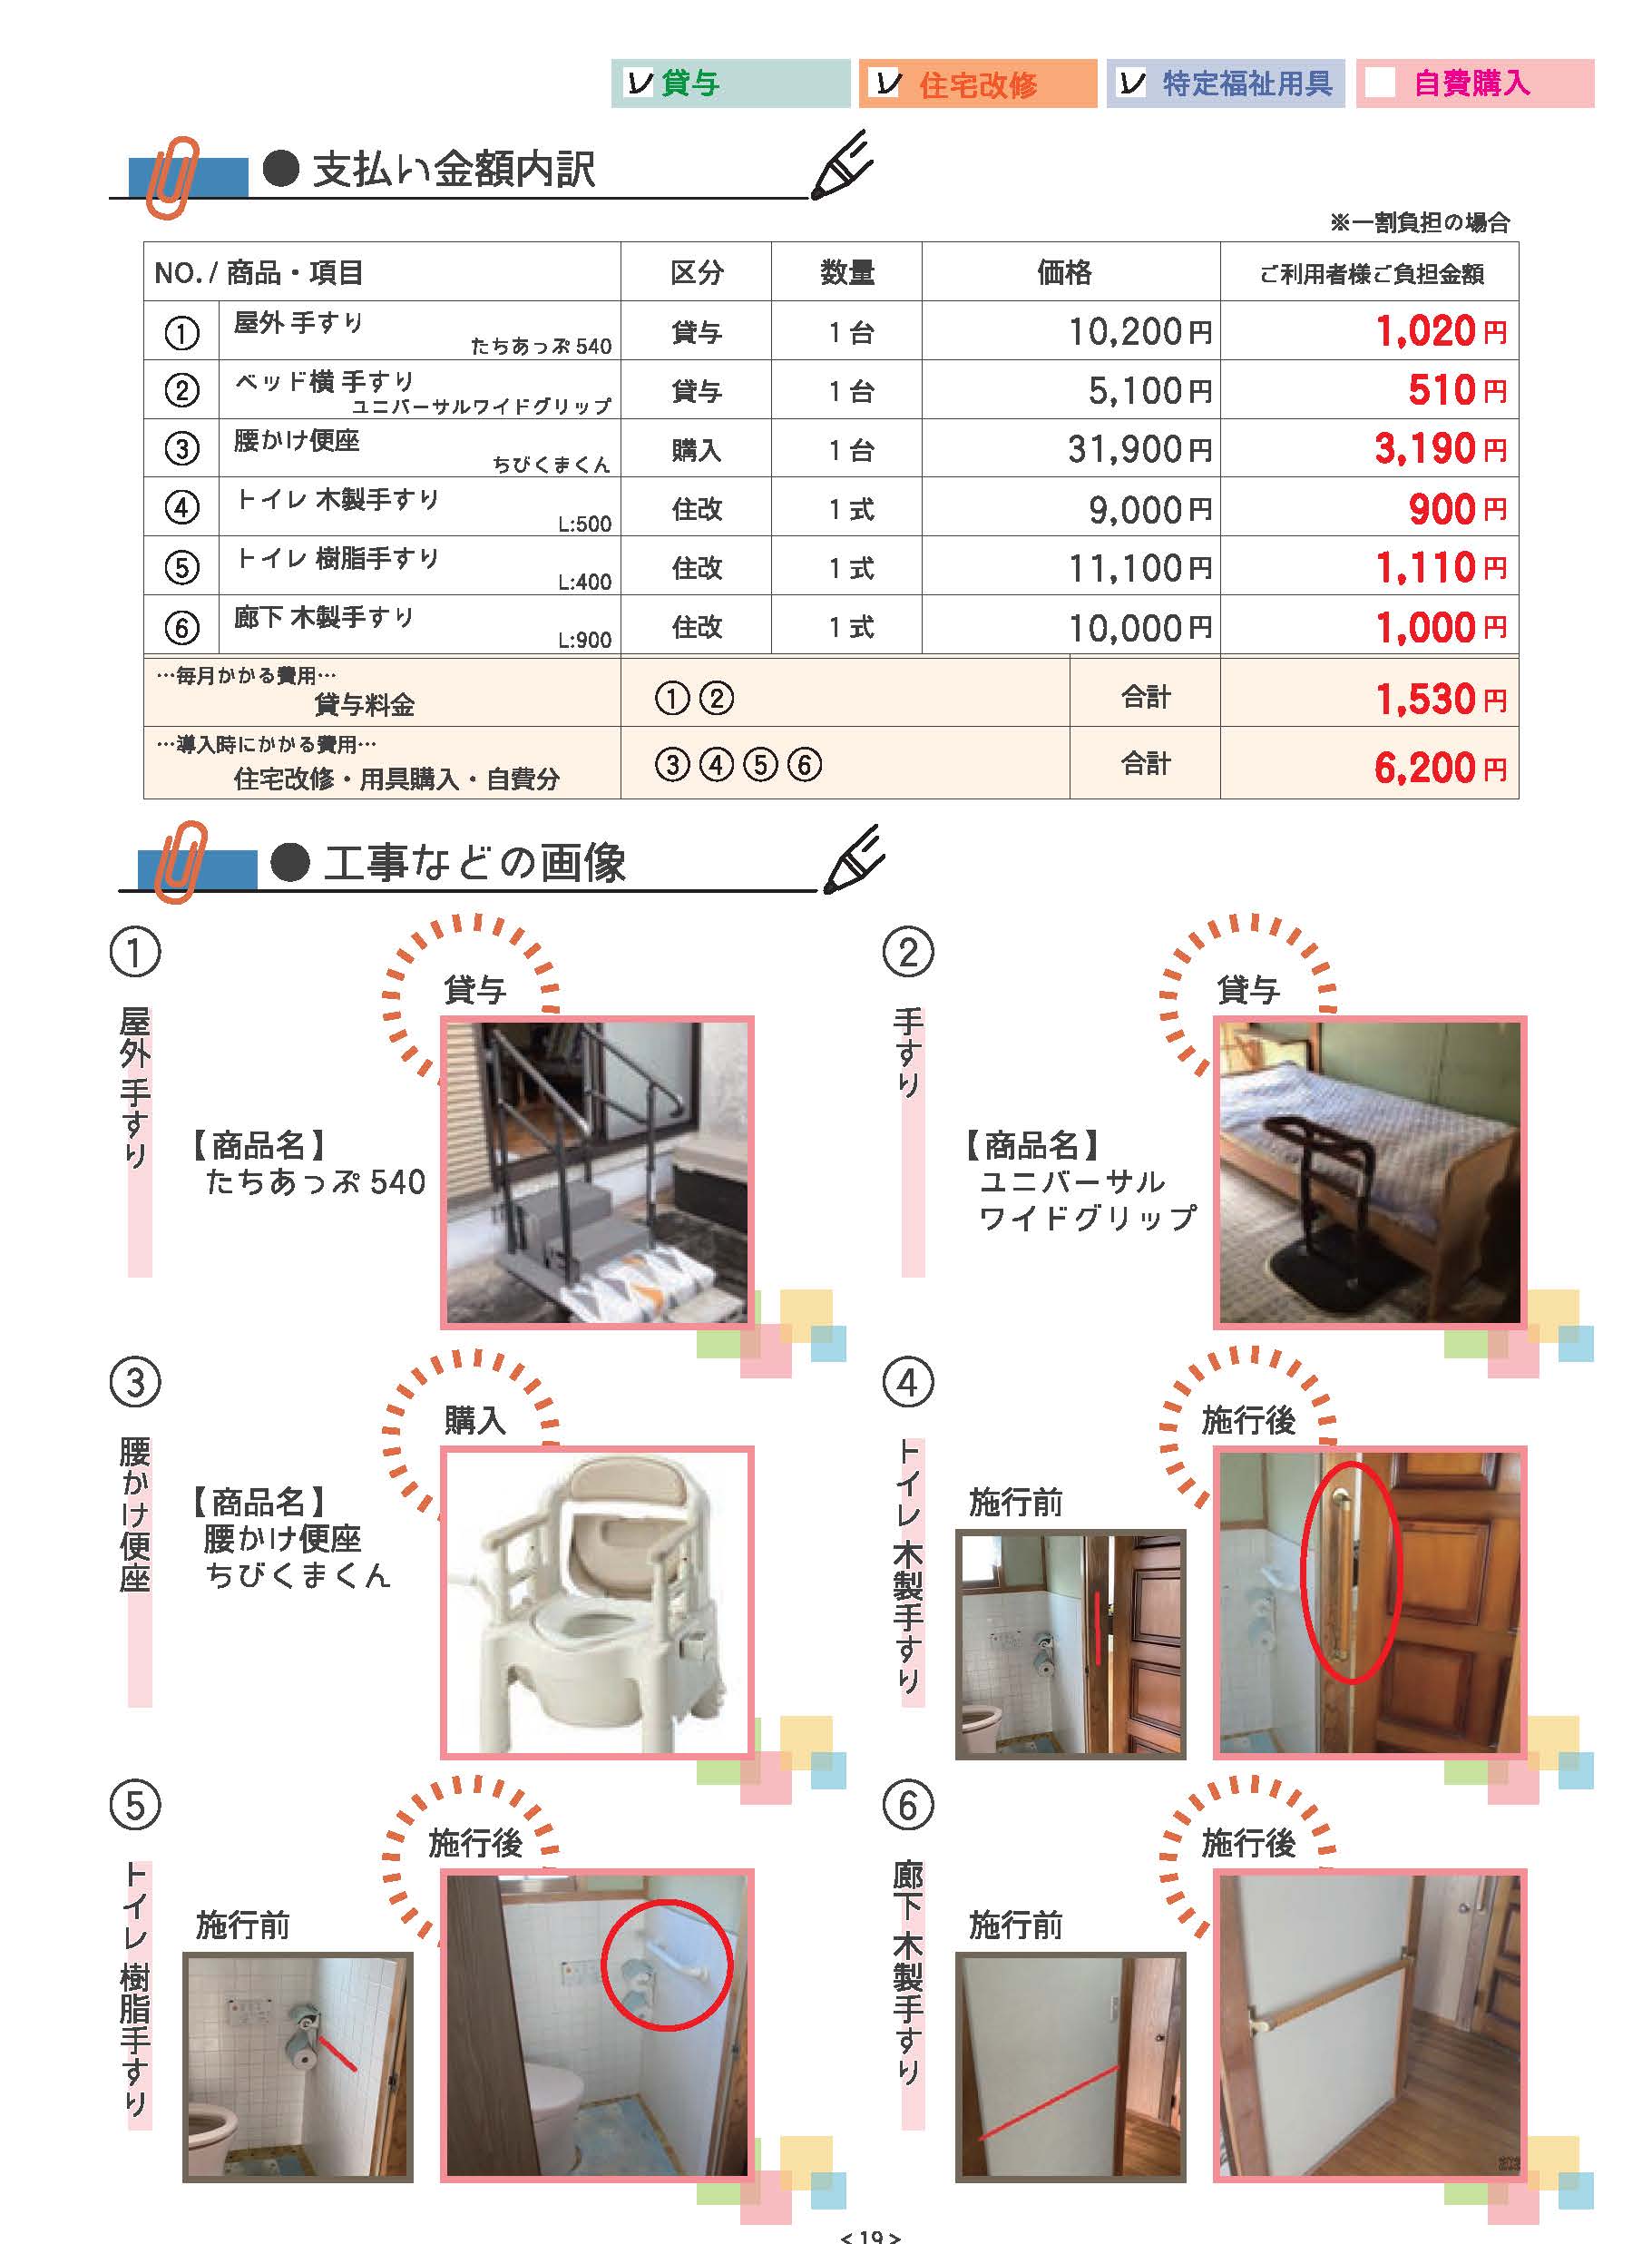 レ 貸与 レ 住宅改修 レ 特定福祉用具 自費購入
● 支払い金額内訳
※一割負担の場合
NO. / 商品・項目 区分 数量 価格 ご利用者様ご負担金額
① 屋外 手すり たちあっぷ 540 貸与 1 台 10,200 円 1,020 円
② ベッド横 手すり ユニバーサルワイドグリップ 貸与 1 台 5,100 円 510 円
③ 腰かけ便座 ちびくまくん 購入 1 台 31,900 円 3,190 円
④ トイレ 木製手すり L:500 住改 1 式 9,000 円 900 円
⑤ トイレ 樹脂手すり L:400 住改 1 式 11,100 円 1,110 円
⑥ 廊下 木製手すり L:900 住改 1 式 10,000 円 1,000 円
…毎月かかる費用…
貸与料金 ① ② 合計 1,530 円
…導入時にかかる費用…
住宅改修・用具購入・自費分 ③ ④ ⑤ ⑥ 合計 6,200 円
● 工事などの画像
①
屋外 手すり
貸与
【商品名】
たちあっぷ 540
②
手すり
貸与
【商品名】
ユニバーサル
ワイドグリップ
③
腰かけ便座
購入
【商品名】
腰かけ便座
ちびくまくん
④
トイレ 木製手すり
施行前
施行後
⑤
トイレ 樹脂手すり
施行前
施行後
⑥
廊下 木製手すり
施行前
施行後
< 19 >